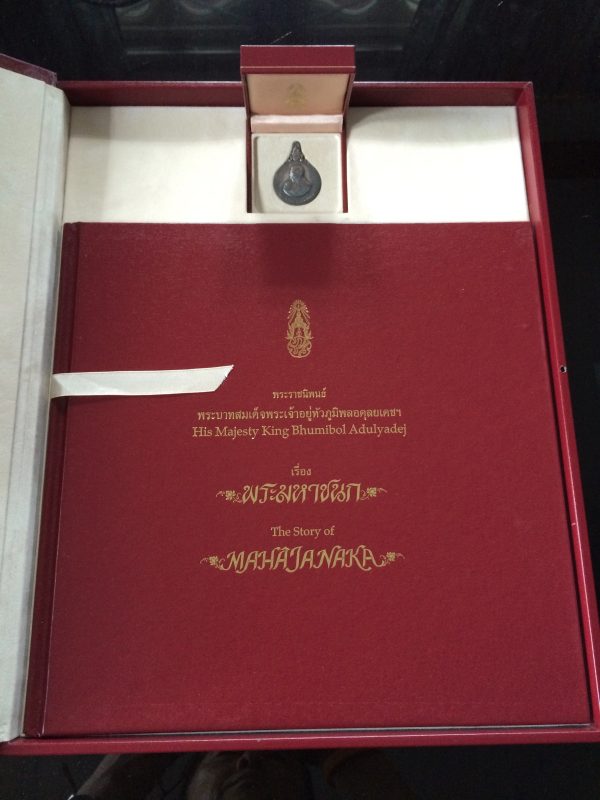 พระราชนิพนธ์
พระบาทสมเด็จพระเจ้าอยู่หัวภูมิพลอดุลยเดชฯ
His Majesty King Bhumibol Adulyadej
เรื่อง
พระมหาชนก
The Story of
MAHAJANAKA